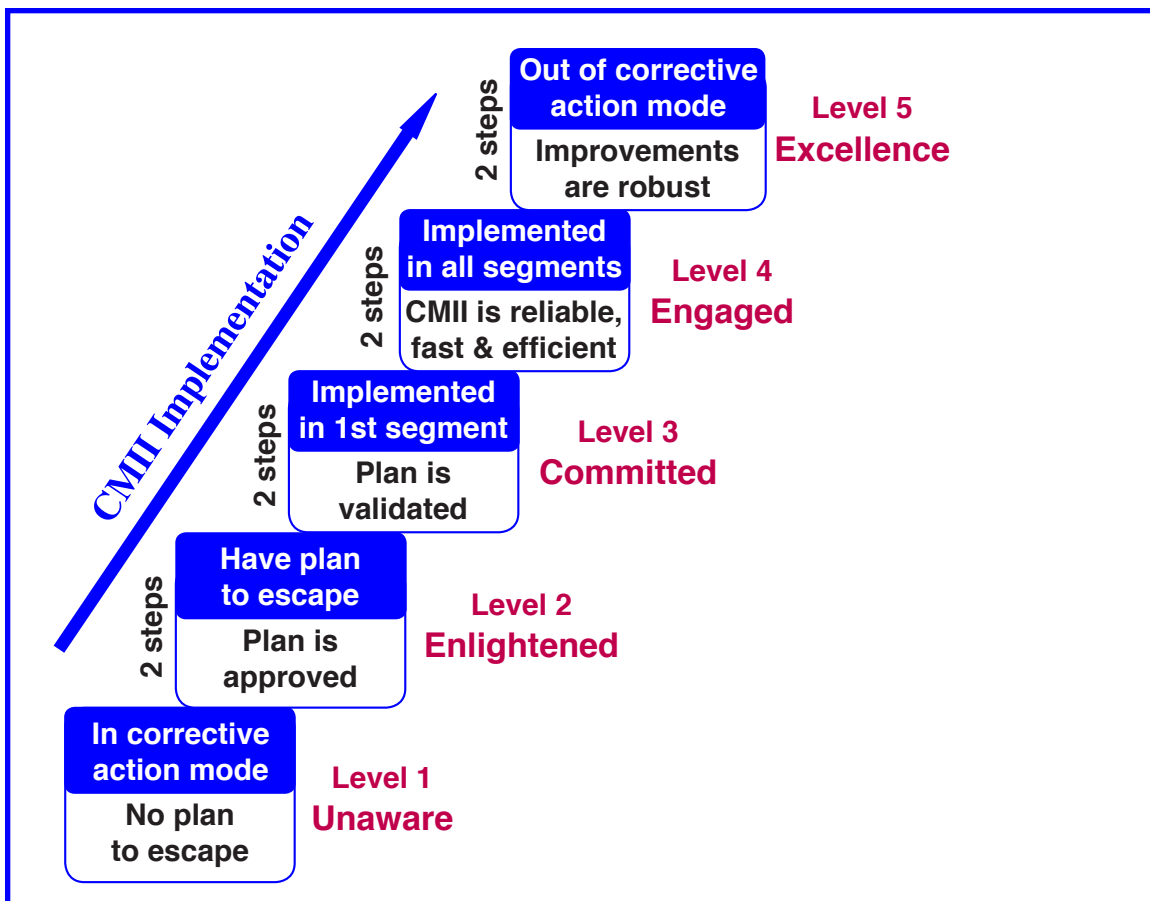 Out of corrective
action mode
Improvements
are robust
2 steps
Level 5
Excellence
Implemented
in all segments
CMII is reliable,
fast & efficient
2 steps
Level 4
Engaged
CMII Implementation
Implemented
in 1st segment
Plan is
validated
2 steps
Level 3
Committed
Have plan
to escape
Plan is
approved
2 steps
Level 2
Enlightened
In corrective
action mode
No plan
to escape
Level 1
Unaware